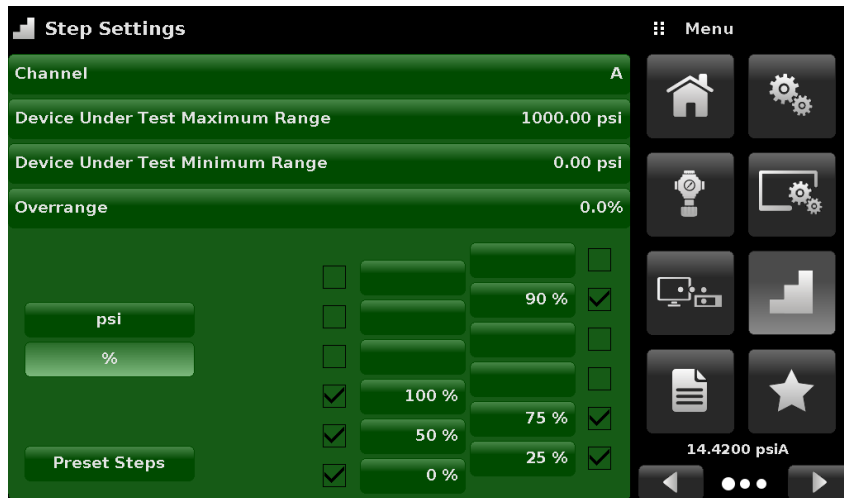 Step Settings
Menu
Channel A
Device Under Test Maximum Range 1000.00 psi
Device Under Test Minimum Range 0.00 psi
Overrange 0.0%
90 %
psi
%
100 %
75 %
50 %
25 %
Preset Steps
0 %
14.4200 psiA